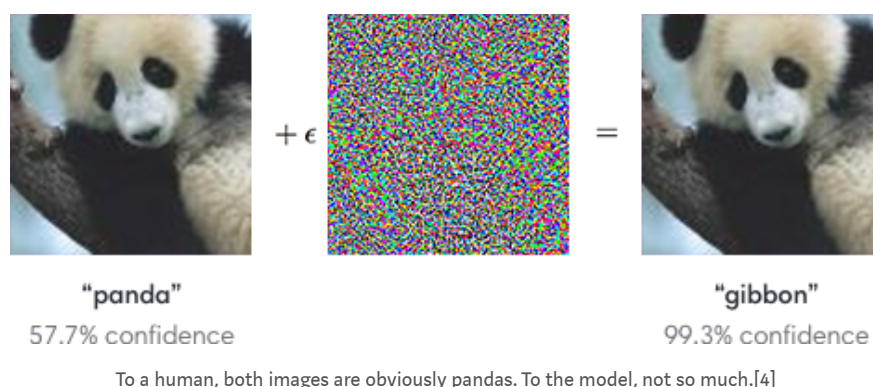 + ϵ =
“panda” “gibbon”
57.7% confidence 99.3% confidence
To a human, both images are obviously pandas. To the model, not so much.[4]